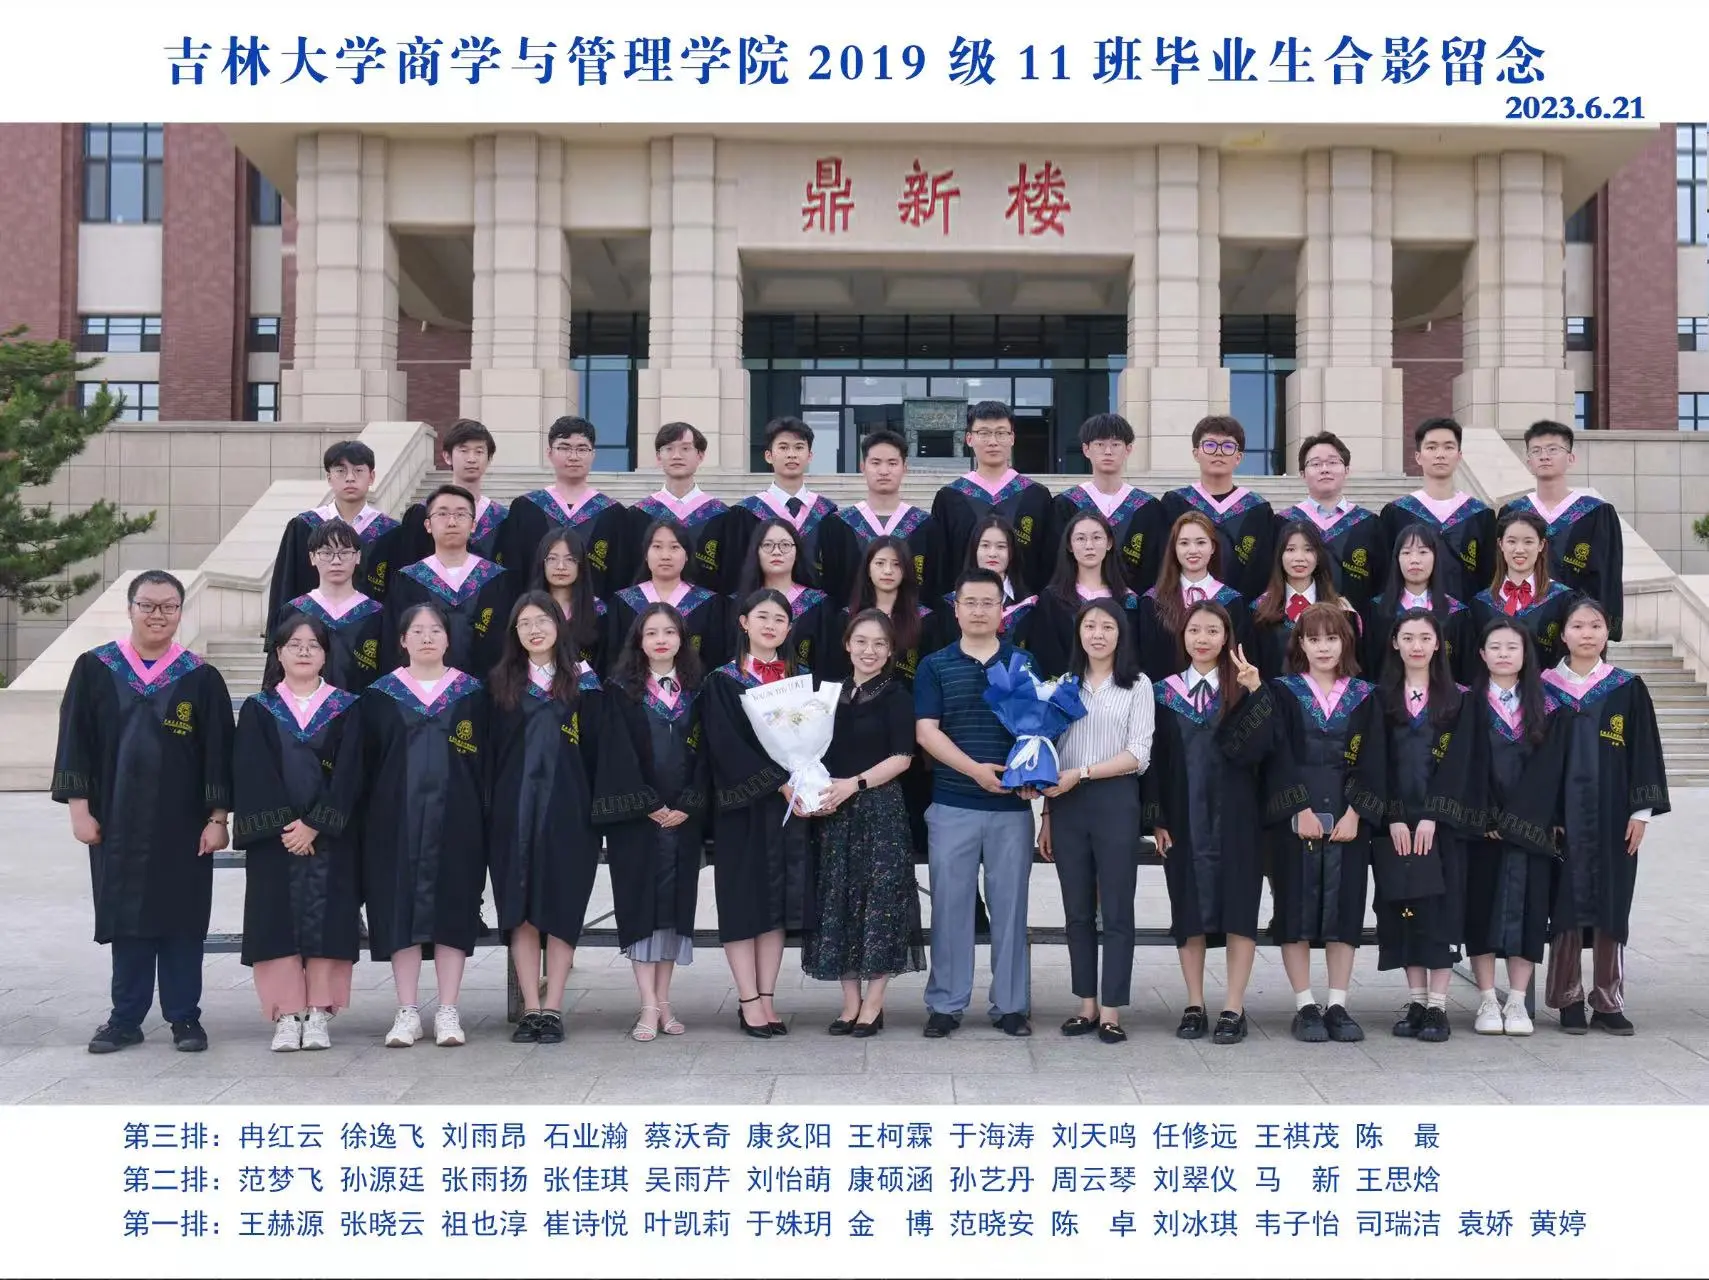 吉林大学商学与管理学院 2019 级 11 班毕业生合影留念
2023.6.21
鼎新楼
第三排：冉红云 徐逸飞 刘雨昂 石业瀚 蔡沃奇 康炙阳 王柯霖 于海涛 刘天鸣 任修远 王祺茂 陈 最
第二排：范梦飞 孙源廷 张雨扬 张佳琪 吴雨芹 刘怡萌 康硕涵 孙艺丹 周云琴 刘翠仪 马 新 王思焓
第一排：王赫源 张晓云 祖也淳 崔诗悦 叶凯莉 于姝玥 金 博 范晓安 陈 卓 刘冰琪 韦子怡 司瑞洁 袁娇 黄婷